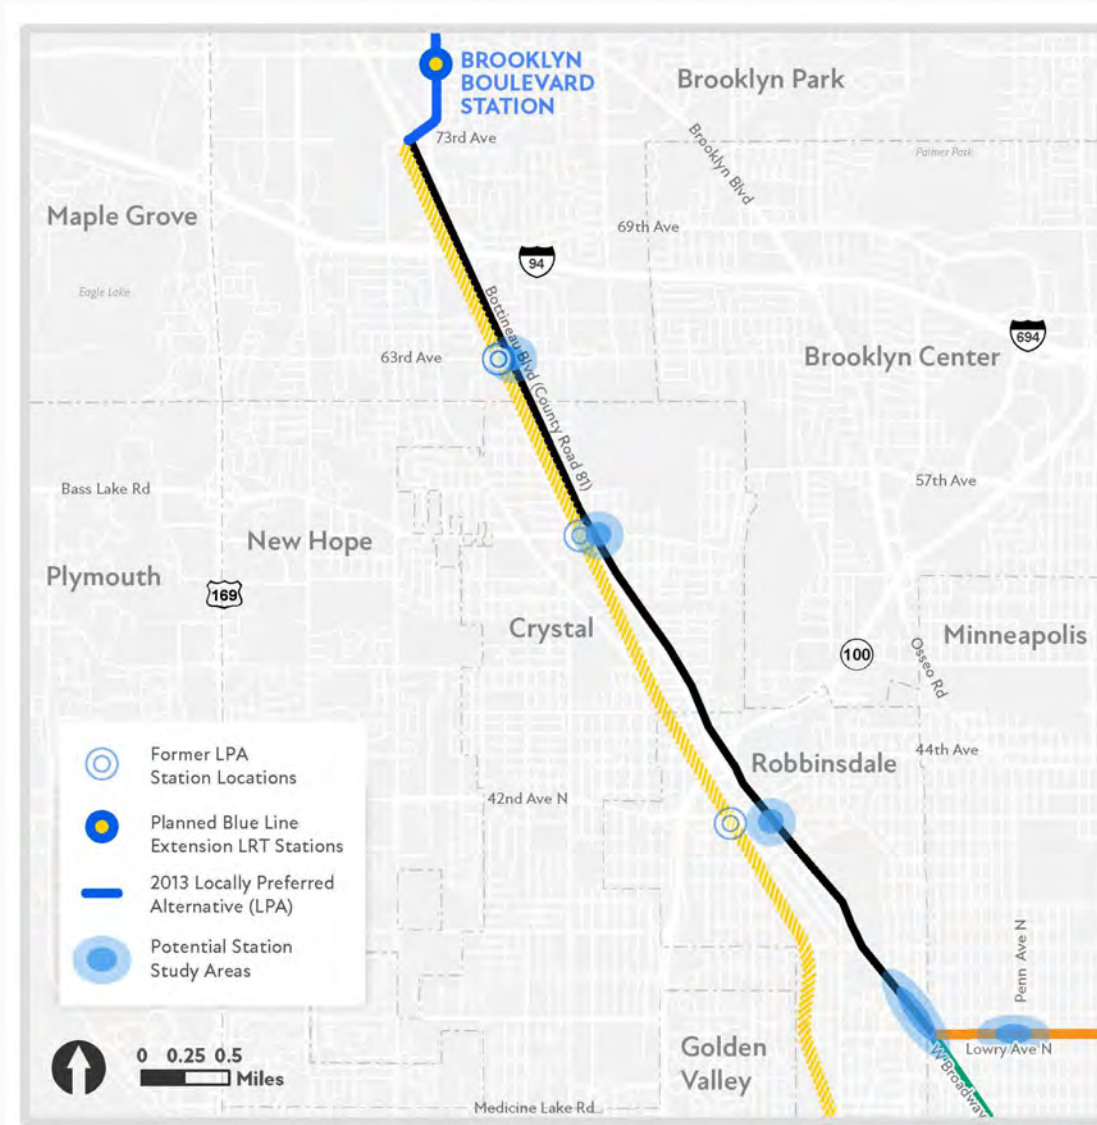 BROOKLYN
BOULEVARD
STATION
Brooklyn Park
73rd Ave
Brooklyn Blvd
Palmer Park
Maple Grove
69th Ave
94
Eagle Lake
Bottineau Blvd (County Road 81)
694
63rd Ave
Brooklyn Center
Bass Lake Rd
57th Ave
New Hope
Plymouth
169
Crystal
Minneapolis
100
Osseo Rd
Former LPA
Station Locations
Planned Blue Line
Extension LRT Stations
2013 Locally Preferred
Alternative (LPA)
Potential Station
Study Areas
44th Ave
Robbinsdale
42nd Ave N
Penn Ave N
Golden
Valley
Lowry Ave N
W Broadway
0 0.25 0.5
Miles
Medicine Lake Rd